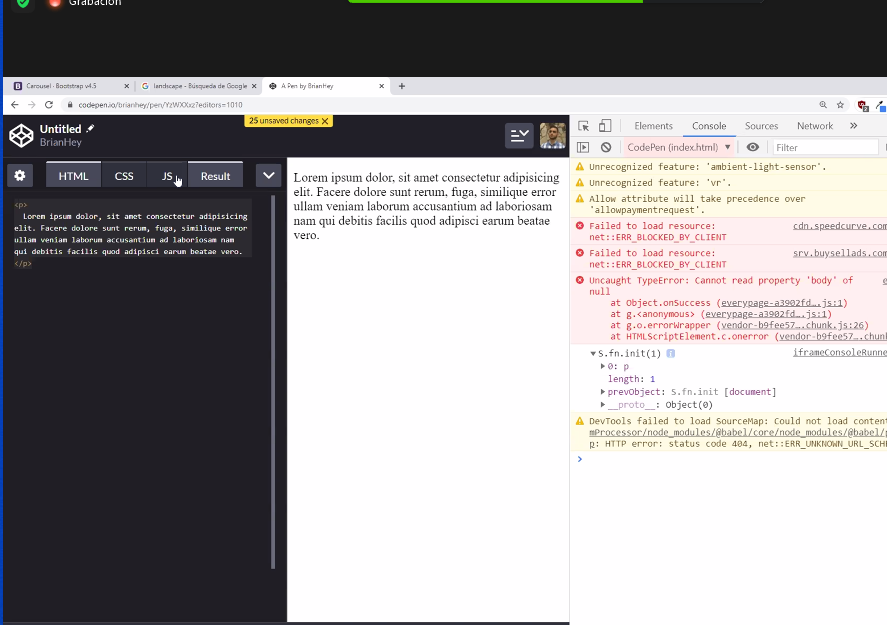 Grabación
Carousel · Bootstrap v4.5
landscape - Búsqueda de Google
A Pen by BrianHey
codepen.io/brianhey/pen/YzWXXxz?editors=1010
Untitled
BrianHey
25 unsaved changes
Elements Console Sources Network
CodePen (index.html) Filter
HTML CSS JS Result
<p>
Lorem ipsum dolor, sit amet consectetur adipisicing
elit. Facere dolore sunt rerum, fuga, similique error
ullam veniam laborum accusantium ad laboriosam nam
qui debitis facilis quod adipisci earum beatae vero.
</p>
Lorem ipsum dolor, sit amet consectetur adipisicing
elit. Facere dolore sunt rerum, fuga, similique error
ullam veniam laborum accusantium ad laboriosam
nam qui debitis facilis quod adipisci earum beatae
vero.
Unrecognized feature: 'ambient-light-sensor'.
Unrecognized feature: 'vr'.
Allow attribute will take precedence over
'allowpaymentrequest'.
Failed to load resource: cdn.speedcurve.com
net::ERR_BLOCKED_BY_CLIENT
Failed to load resource: srv.buysellads.com
net::ERR_BLOCKED_BY_CLIENT
Uncaught TypeError: Cannot read property 'body' of e
null
at Object.onSuccess (everypage-a3902fd….js:1)
at g.<anonymous> (everypage-a3902fd….js:1)
at g.o.errorWrapper (vendor-b9fee57….chunk.js:26)
at HTMLScriptElement.c.onerror (vendor-b9fee57….chunk
S.fn.init(1) iframeConsoleRunne
0: p
length: 1
prevObject: S.fn.init [document]
__proto__: Object(0)
DevTools failed to load SourceMap: Could not load content
mProcessor/node_modules/@babel/core/node_modules/@babel/
p: HTTP error: status code 404, net::ERR_UNKNOWN_URL_SCHE